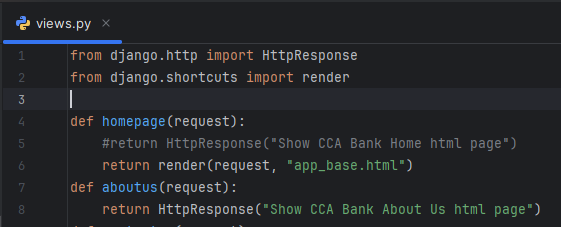 views.py
1 from django.http import HttpResponse
2 from django.shortcuts import render
3
4 def homepage(request):
5 #return HttpResponse("Show CCA Bank Home html page")
6 return render(request, "app_base.html")
7 def aboutus(request):
8 return HttpResponse("Show CCA Bank About Us html page")